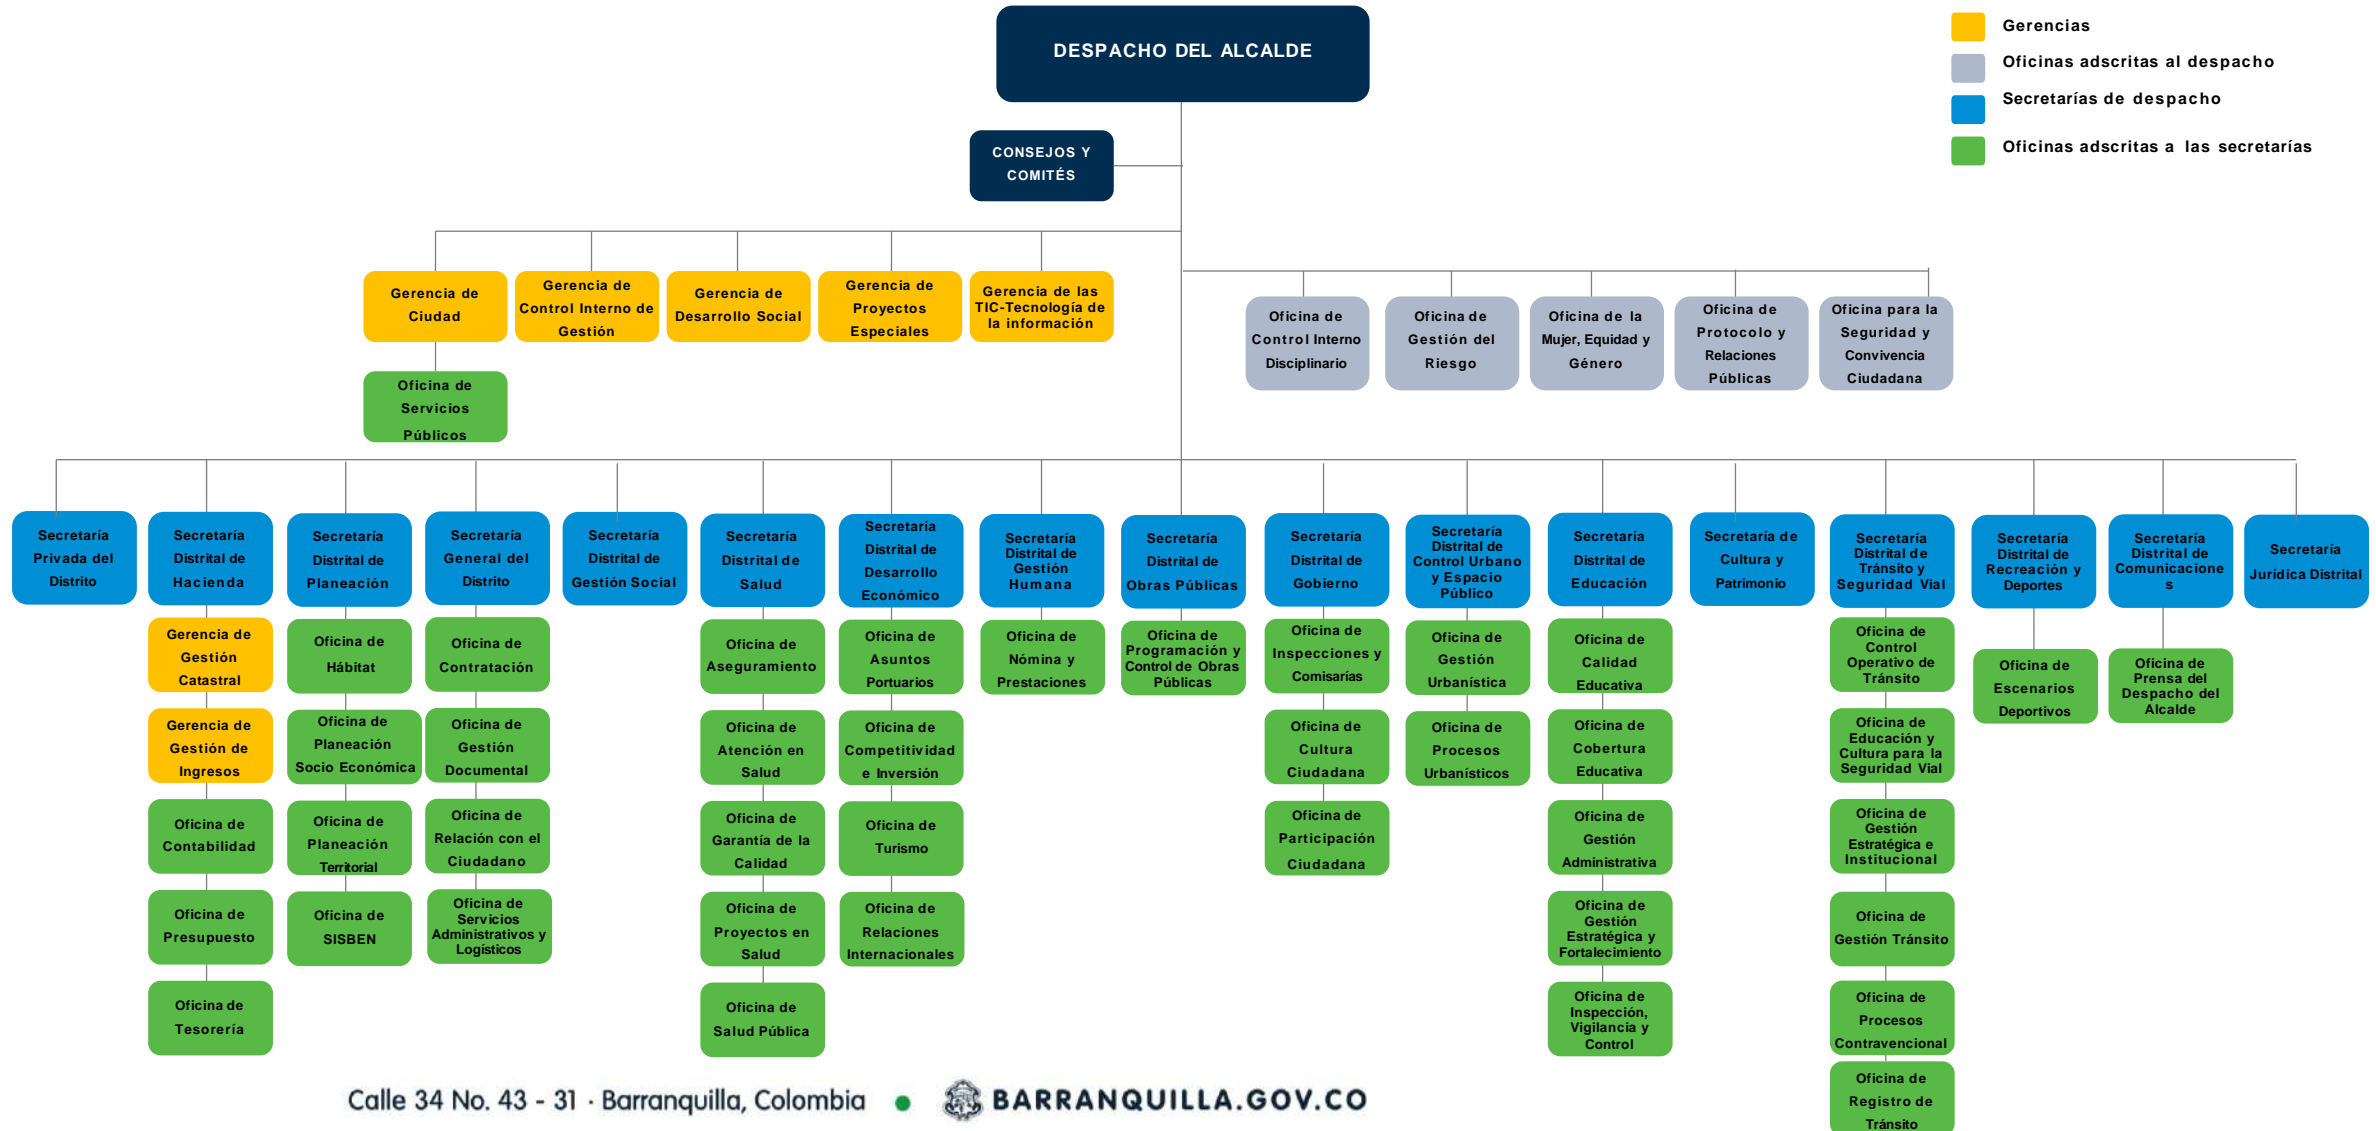 DESPACHO DEL ALCALDE
Gerencias
Oficinas adscritas al despacho
Secretarías de despacho
Oficinas adscritas a las secretarías
CONSEJOS Y
COMITÉS
Gerencia de
Ciudad
Gerencia de
Control Interno de
Gestión
Gerencia de
Desarrollo Social
Gerencia de
Proyectos
Especiales
Gerencia de las
TIC-Tecnología de
la información
Oficina de
Control Interno
Disciplinario
Oficina de
Gestión del
Riesgo
Oficina de la
Mujer, Equidad y
Género
Oficina de
Protocolo y
Relaciones
Públicas
Oficina para la
Seguridad y
Convivencia
Ciudadana
Oficina de
Servicios
Públicos
Secretaría
Privada del
Distrito
Secretaría
Distrital de
Hacienda
Gerencia de
Gestión
Catastral
Gerencia de
Gestión de
Ingresos
Oficina de
Contabilidad
Oficina de
Presupuesto
Oficina de
Tesorería
Secretaría
Distrital de
Planeación
Oficina de
Hábitat
Oficina de
Planeación
Socio Económica
Oficina de
Planeación
Territorial
Oficina de
SISBEN
Secretaría
General del
Distrito
Oficina de
Contratación
Oficina de
Gestión
Documental
Oficina de
Relación con el
Ciudadano
Oficina de
Servicios
Administrativos y
Logísticos
Secretaría
Distrital de
Gestión Social
Secretaría
Distrital de
Salud
Oficina de
Aseguramiento
Oficina de
Atención en
Salud
Oficina de
Garantía de la
Calidad
Oficina de
Proyectos en
Salud
Oficina de
Salud Pública
Secretaría
Distrital de
Desarrollo
Económico
Oficina de
Asuntos
Portuarios
Oficina de
Competitividad
e Inversión
Oficina de
Turismo
Oficina de
Relaciones
Internacionales
Secretaría
Distrital de
Gestión
Humana
Oficina de
Nómina y
Prestaciones
Secretaría
Distrital de
Obras Públicas
Oficina de
Programación y
Control de Obras
Públicas
Secretaría
Distrital de
Gobierno
Oficina de
Inspecciones y
Comisarías
Oficina de
Cultura
Ciudadana
Oficina de
Participación
Ciudadana
Secretaría
Distrital de
Control Urbano
y Espacio
Público
Oficina de
Gestión
Urbanística
Oficina de
Procesos
Urbanísticos
Secretaría
Distrital de
Educación
Oficina de
Calidad
Educativa
Oficina de
Cobertura
Educativa
Oficina de
Gestión
Administrativa
Oficina de
Gestión
Estratégica y
Fortalecimiento
Oficina de
Inspección,
Vigilancia y
Control
Secretaría de
Cultura y
Patrimonio
Secretaría
Distrital de
Tránsito y
Seguridad Vial
Oficina de
Control
Operativo de
Tránsito
Oficina de
Educación y
Cultura para la
Seguridad Vial
Oficina de
Gestión
Estratégica e
Institucional
Oficina de
Gestión Tránsito
Oficina de
Procesos
Contravencional
Oficina de
Registro de
Tránsito
Secretaría
Distrital de
Recreación y
Deportes
Oficina de
Escenarios
Deportivos
Secretaría
Distrital de
Comunicacione
s
Oficina de
Prensa del
Despacho del
Alcalde
Secretaría
Jurídica Distrital
Calle 34 No. 43 - 31 · Barranquilla, Colombia • BARRANQUILLA.GOV.CO